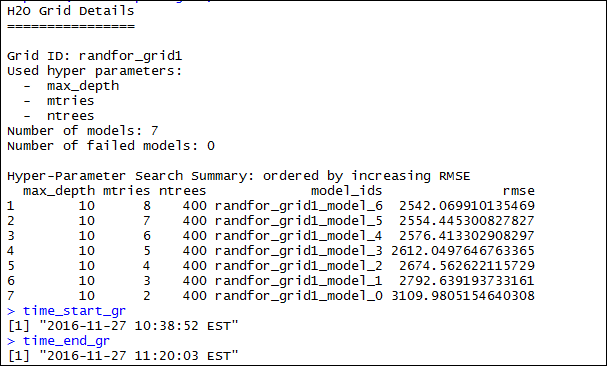 H2O Grid Details
================
Grid ID: randfor_grid1
Used hyper parameters:
- max_depth
- mtries
- ntrees
Number of models: 7
Number of failed models: 0
Hyper-Parameter Search Summary: ordered by increasing RMSE
max_depth mtries ntrees model_ids rmse
1 10 8 400 randfor_grid1_model_6 2542.069910135469
2 10 7 400 randfor_grid1_model_5 2554.445300827827
3 10 6 400 randfor_grid1_model_4 2576.413302908297
4 10 5 400 randfor_grid1_model_3 2612.0497646763365
5 10 4 400 randfor_grid1_model_2 2674.562622115729
6 10 3 400 randfor_grid1_model_1 2792.639193733161
7 10 2 400 randfor_grid1_model_0 3109.9805154640308
> time_start_gr
[1] "2016-11-27 10:38:52 EST"
> time_end_gr
[1] "2016-11-27 11:20:03 EST"